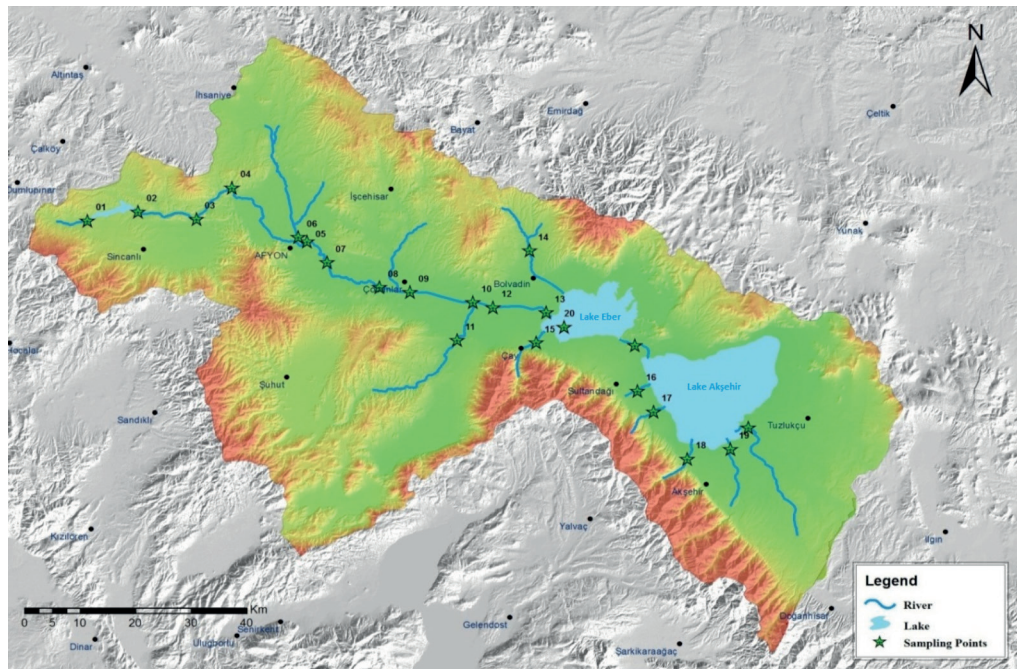 N
Altıntaş
İhsaniye
Emirdağ
Çeltik
Bayat
Çalköy
Dumlupınar
04
İşcehisar
01
02
03
Yunak
06
05
14
Sincanlı
AFYON
07
Bolvadin
08
09
Çobanlar
10
12
13
Lake Eber
20
11
15
Çay
Şuhut
Sultandağı
16
Lake Akşehir
17
Sandıklı
Tuzlukçu
19
18
Akşehir
Yalvaç
Kızılören
Ilgın
Legend
River
Lake
Sampling Points
Km
0 5 10 20 30 40
Doğanhisar
Gelendost
Senirkent
Uluborlu
Dinar
Şarkikaraağaç